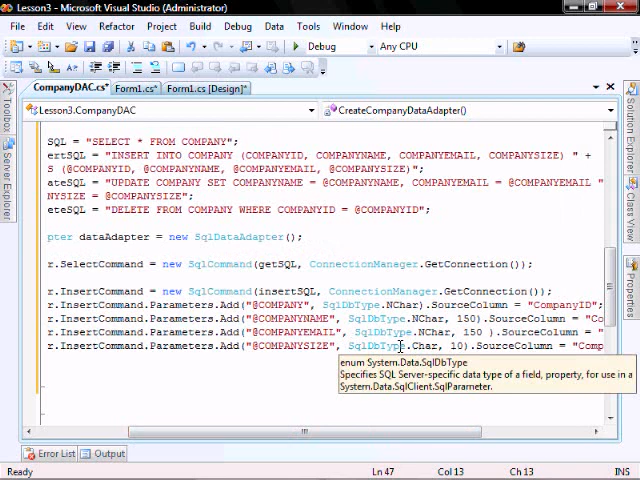 Lesson3 - Microsoft Visual Studio (Administrator)
File Edit View Refactor Project Build Debug Data Tools Window Help
Debug Any CPU
CompanyDAC.cs* Form1.cs* Form1.cs [Design]*
Lesson3.CompanyDAC CreateCompanyDataAdapter()
SQL = "SELECT * FROM COMPANY";
ertSQL = "INSERT INTO COMPANY (COMPANYID, COMPANYNAME, COMPANYEMAIL, COMPANYSIZE) " +
S (@COMPANYID, @COMPANYNAME, @COMPANYEMAIL, @COMPANYSIZE)";
ateSQL = "UPDATE COMPANY SET COMPANYNAME = @COMPANYNAME, COMPANYEMAIL = @COMPANYEMAIL "
NYSIZE = @COMPANYSIZE";
eteSQL = "DELETE FROM COMPANY WHERE COMPANYID = @COMPANYID";
pter dataAdapter = new SqlDataAdapter();
r.SelectCommand = new SqlCommand(getSQL, ConnectionManager.GetConnection());
r.InsertCommand = new SqlCommand(insertSQL, ConnectionManager.GetConnection());
r.InsertCommand.Parameters.Add("@COMPANY", SqlDbType.NChar).SourceColumn = "CompanyID";
r.InsertCommand.Parameters.Add("@COMPANYNAME", SqlDbType.NChar, 150).SourceColumn = "
r.InsertCommand.Parameters.Add("@COMPANYEMAIL", SqlDbType.NChar, 150 ).SourceColumn = "
r.InsertCommand.Parameters.Add("@COMPANYSIZE", SqlDbType.Char, 10).SourceColumn = "Comp
enum System.Data.SqlDbType
Specifies SQL Server-specific data type of a field, property, for use in a
System.Data.SqlClient.SqlParameter.
Toolbox
Server Explorer
Solution Explorer
Class View
Properties
Error List Output
Ready Ln 47 Col 13 Ch 13 INS